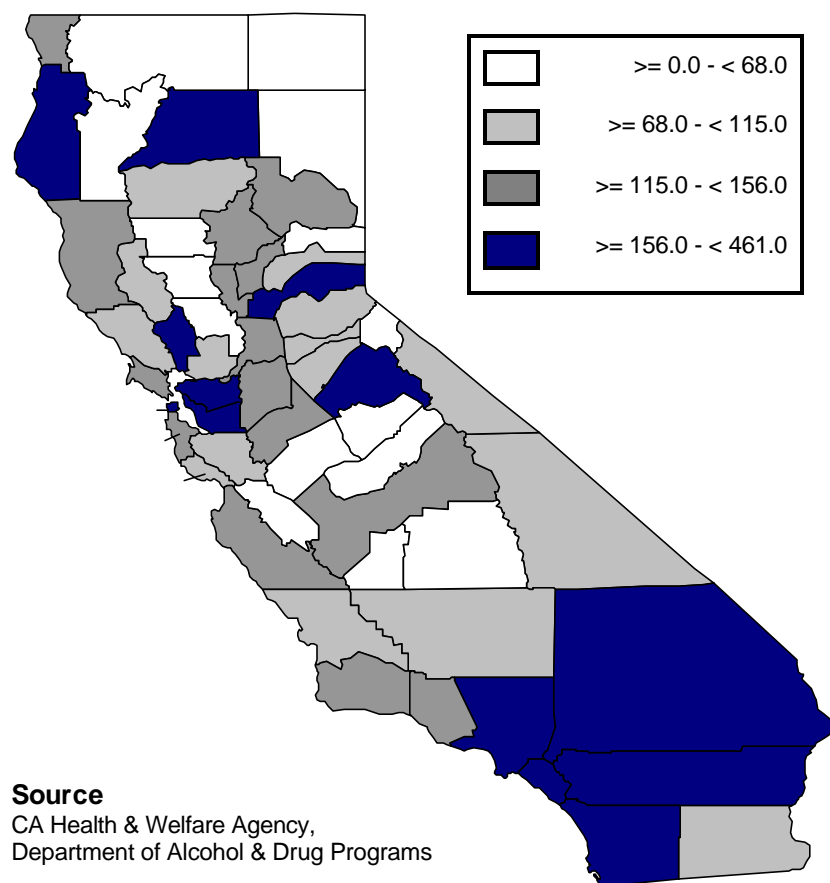 >= 0.0 - < 68.0
>= 68.0 - < 115.0
>= 115.0 - < 156.0
>= 156.0 - < 461.0
Source
CA Health & Welfare Agency,
Department of Alcohol & Drug Programs